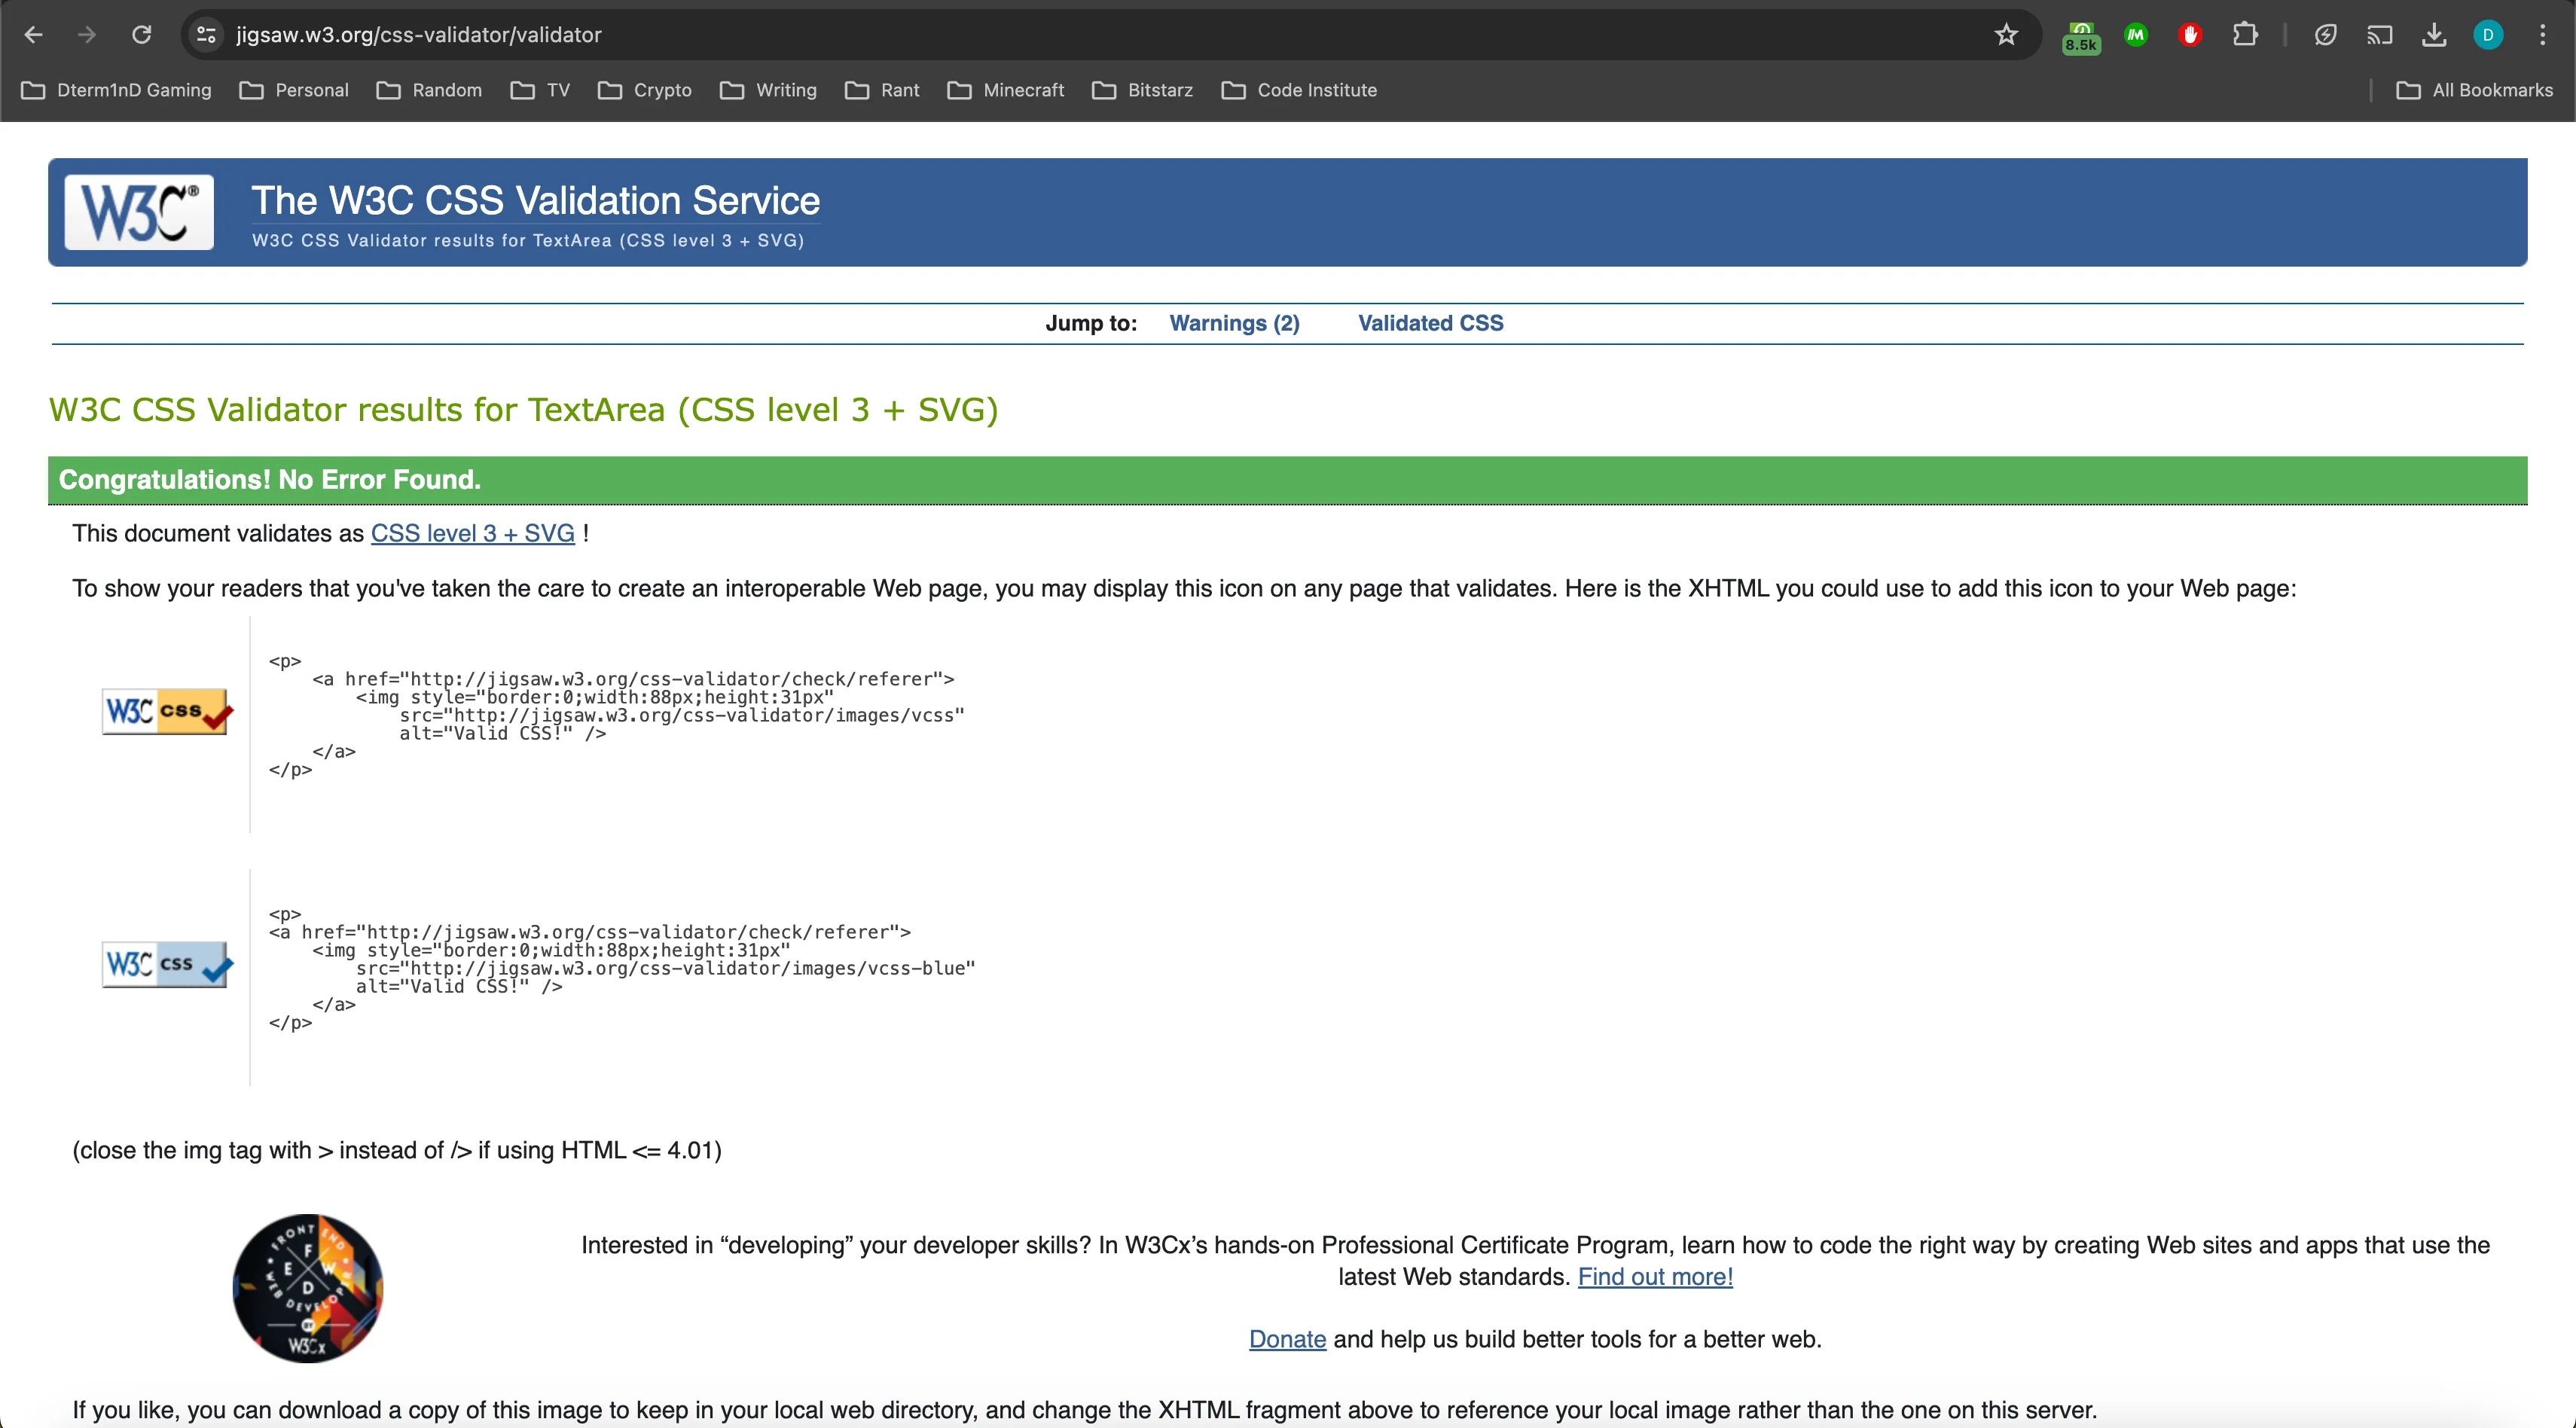 jigsaw.w3.org/css-validator/validator
8.5k
D
Dterm1nD Gaming Personal Random TV Crypto Writing Rant Minecraft Bitstarz Code Institute All Bookmarks
W3C®
The W3C CSS Validation Service
W3C CSS Validator results for TextArea (CSS level 3 + SVG)
Jump to: Warnings (2) Validated CSS
W3C CSS Validator results for TextArea (CSS level 3 + SVG)
Congratulations! No Error Found.
This document validates as CSS level 3 + SVG !
To show your readers that you've taken the care to create an interoperable Web page, you may display this icon on any page that validates. Here is the XHTML you could use to add this icon to your Web page:
W3C css
<p>
<a href="http://jigsaw.w3.org/css-validator/check/referer">
<img style="border:0;width:88px;height:31px"
src="http://jigsaw.w3.org/css-validator/images/vcss"
alt="Valid CSS!" />
</a>
</p>
W3C css
<p>
<a href="http://jigsaw.w3.org/css-validator/check/referer">
<img style="border:0;width:88px;height:31px"
src="http://jigsaw.w3.org/css-validator/images/vcss-blue"
alt="Valid CSS!" />
</a>
</p>
(close the img tag with > instead of /> if using HTML <= 4.01)
FRONT END
F
E W
D
WEB DEVELOPER
BY
W3Cx
Interested in “developing” your developer skills? In W3Cx’s hands-on Professional Certificate Program, learn how to code the right way by creating Web sites and apps that use the
latest Web standards. Find out more!
Donate and help us build better tools for a better web.
If you like, you can download a copy of this image to keep in your local web directory, and change the XHTML fragment above to reference your local image rather than the one on this server.